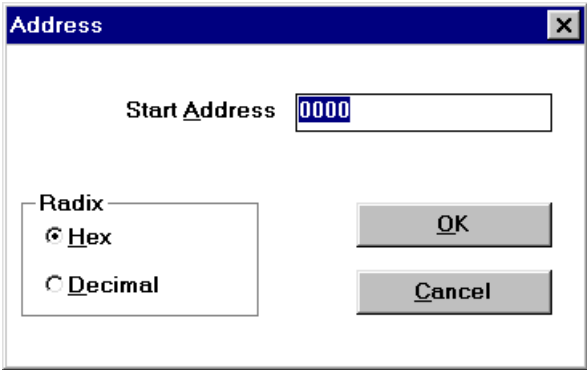 Address
Start Address 0000
Radix
Hex
Decimal
OK
Cancel